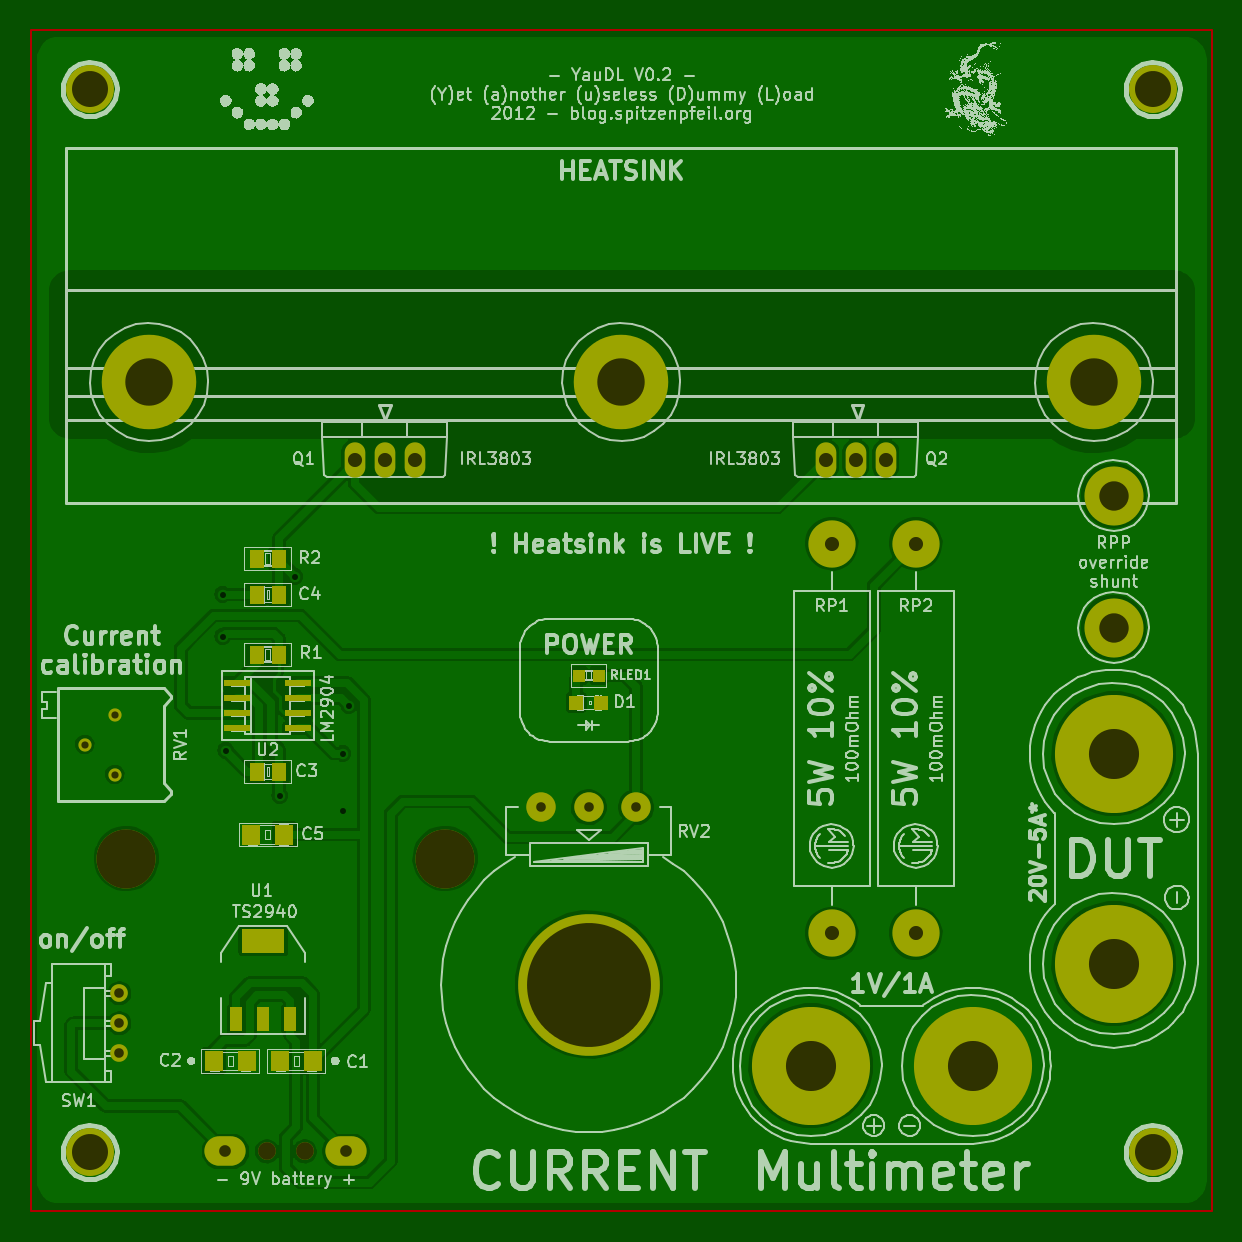 - YauDL V0.2 -
(Y)et (a)nother (u)seless (D)ummy (L)oad
2012 - blog.spitzenpfeil.org
HEATSINK
Q1
IRL3803
IRL3803
Q2
! Heatsink is LIVE !
RPP
override
shunt
R2
C4
R1
LM2904
U2
C3
C5
Current
calibration
RV1
POWER
RLED1
D1
RP1
5W 10%
100mOhm
RP2
5W 10%
100mOhm
RV2
20V-5A*
DUT
+
-
U1
TS2940
on/off
C2
C1
SW1
1V/1A
+ -
- 9V battery +
CURRENT
Multimeter